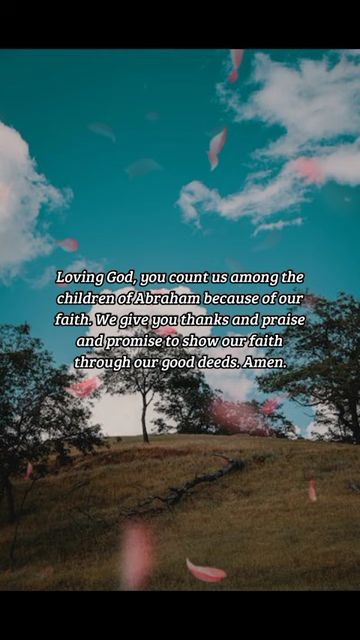 Loving God, you count us among the
children of Abraham because of our
faith. We give you thanks and praise
and promise to show our faith
through our good deeds. Amen.